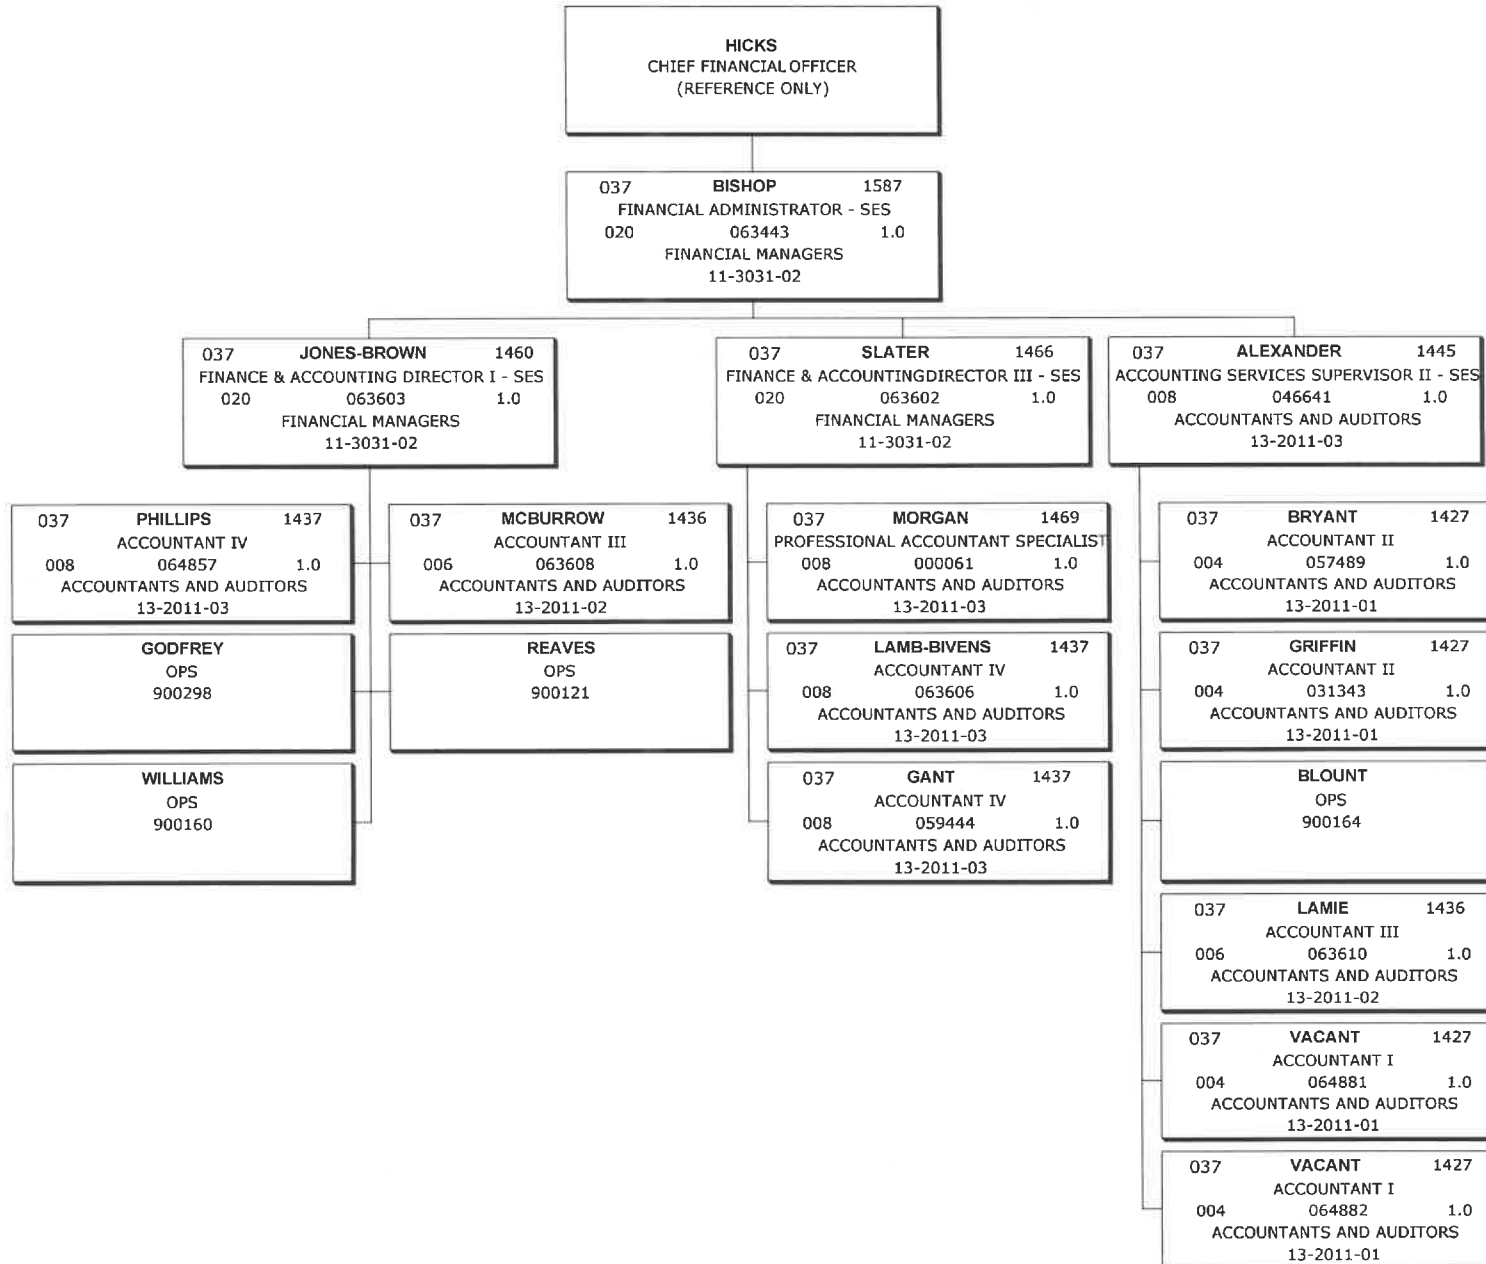 HICKS
CHIEF FINANCIAL OFFICER
(REFERENCE ONLY)
037 BISHOP 1587
FINANCIAL ADMINISTRATOR - SES
020 063443 1.0
FINANCIAL MANAGERS
11-3031-02
037 JONES-BROWN 1460
FINANCE & ACCOUNTING DIRECTOR I - SES
020 063603 1.0
FINANCIAL MANAGERS
11-3031-02
037 SLATER 1466
FINANCE & ACCOUNTINGDIRECTOR III - SES
020 063602 1.0
FINANCIAL MANAGERS
11-3031-02
037 ALEXANDER 1445
ACCOUNTING SERVICES SUPERVISOR II - SES
008 046641 1.0
ACCOUNTANTS AND AUDITORS
13-2011-03
037 PHILLIPS 1437
ACCOUNTANT IV
008 064857 1.0
ACCOUNTANTS AND AUDITORS
13-2011-03
037 MCBURROW 1436
ACCOUNTANT III
006 063608 1.0
ACCOUNTANTS AND AUDITORS
13-2011-02
GODFREY
OPS
900298
REAVES
OPS
900121
WILLIAMS
OPS
900160
037 MORGAN 1469
PROFESSIONAL ACCOUNTANT SPECIALIST
008 000061 1.0
ACCOUNTANTS AND AUDITORS
13-2011-03
037 LAMB-BIVENS 1437
ACCOUNTANT IV
008 063606 1.0
ACCOUNTANTS AND AUDITORS
13-2011-03
037 GANT 1437
ACCOUNTANT IV
008 059444 1.0
ACCOUNTANTS AND AUDITORS
13-2011-03
037 BRYANT 1427
ACCOUNTANT II
004 057489 1.0
ACCOUNTANTS AND AUDITORS
13-2011-01
037 GRIFFIN 1427
ACCOUNTANT II
004 031343 1.0
ACCOUNTANTS AND AUDITORS
13-2011-01
BLOUNT
OPS
900164
037 LAMIE 1436
ACCOUNTANT III
006 063610 1.0
ACCOUNTANTS AND AUDITORS
13-2011-02
037 VACANT 1427
ACCOUNTANT I
004 064881 1.0
ACCOUNTANTS AND AUDITORS
13-2011-01
037 VACANT 1427
ACCOUNTANT I
004 064882 1.0
ACCOUNTANTS AND AUDITORS
13-2011-01